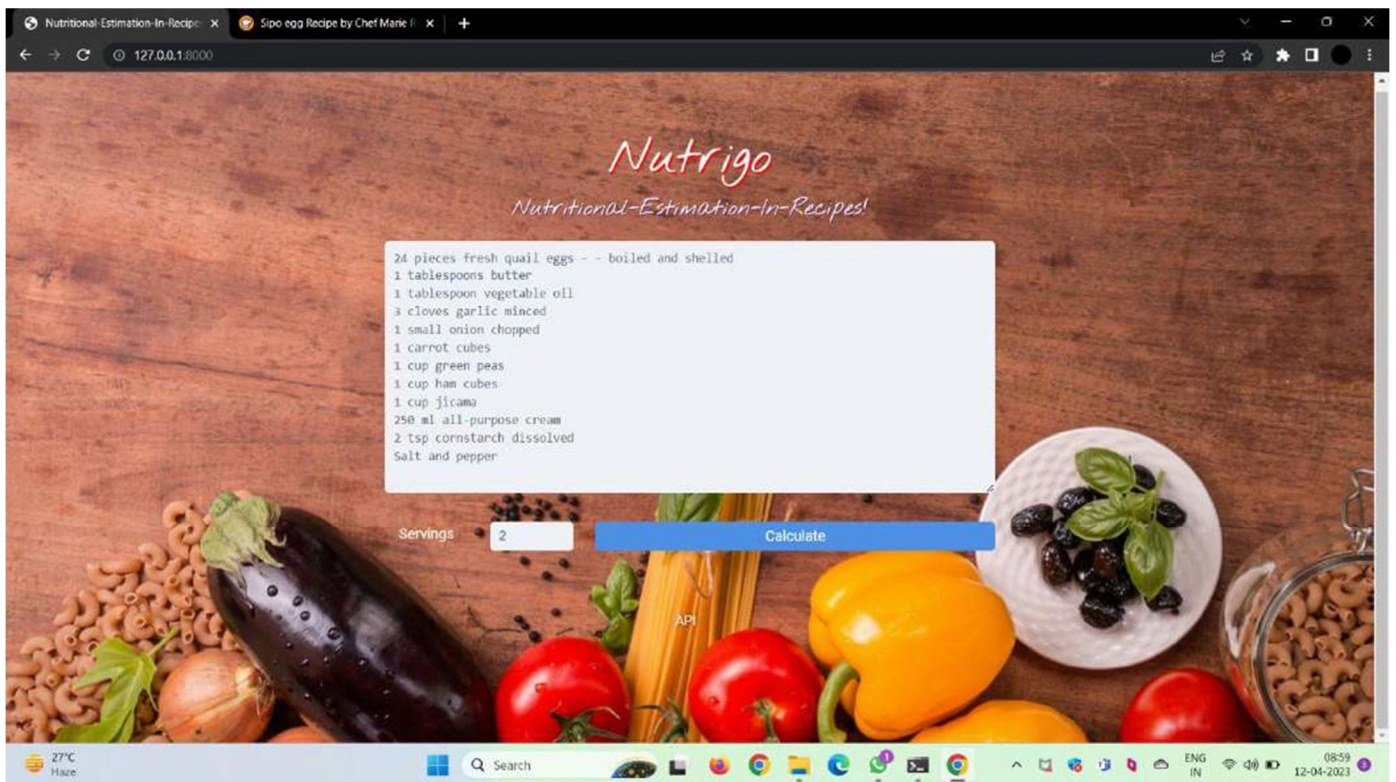 Nutritional-Estimation-In-Recipe
Sipo egg Recipe by Chef Marie R
127.0.0.1:8000
Nutrigo
Nutritional-Estimation-In-Recipes!
24 pieces fresh quail eggs - - boiled and shelled
1 tablespoons butter
1 tablespoon vegetable oil
3 cloves garlic minced
1 small onion chopped
1 carrot cubes
1 cup green peas
1 cup ham cubes
1 cup jicama
250 ml all-purpose cream
2 tsp cornstarch dissolved
Salt and pepper
Servings 2 Calculate
API
27°C
Haze
Search
ENG
IN
08:59
12-04-2023